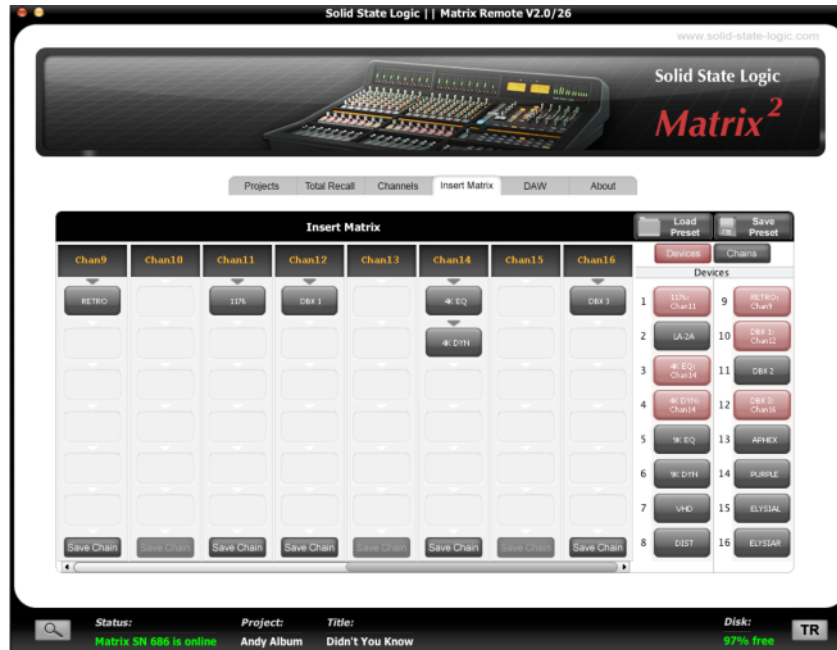 Solid State Logic || Matrix Remote V2.0/26
www.solid-state-logic.com
Solid State Logic
Matrix²
Projects Total Recall Channels Insert Matrix DAW About
Insert Matrix
Load Preset
Save Preset
Chan9 Chan10 Chan11 Chan12 Chan13 Chan14 Chan15 Chan16
Devices Chains
Devices
RETRO 1176 DBX 1 4K EQ DBX 3
4K DYN
1 1176: Chan11 9 RETRO: Chan9
2 LA-2A 10 DBX 1: Chan12
3 4K EQ: Chan14 11 DBX 2
4 4K DYN: Chan14 12 DBX 3: Chan16
5 9K EQ 13 APHEX
6 9K DYN 14 PURPLE
7 VHD 15 ELYSIAL
8 DIST 16 ELYSIAR
Save Chain Save Chain Save Chain Save Chain Save Chain Save Chain Save Chain Save Chain
Status: Project: Title: Disk:
Matrix SN 686 is online Andy Album Didn't You Know 97% free
TR